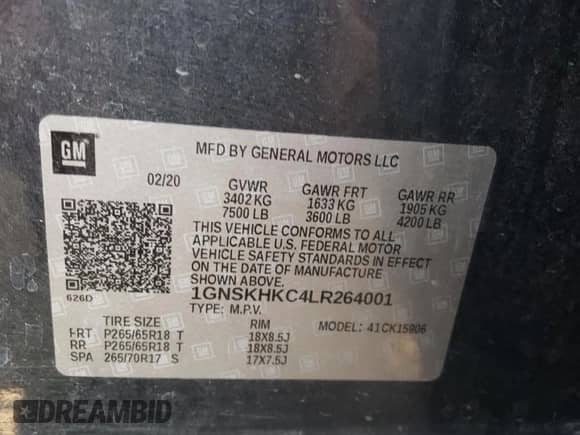 GM
MFD BY GENERAL MOTORS LLC
02/20 GVWR GAWR FRT GAWR RR
3402 KG 1633 KG 1905 KG
7500 LB 3600 LB 4200 LB
THIS VEHICLE CONFORMS TO ALL
APPLICABLE U.S. FEDERAL MOTOR
VEHICLE SAFETY STANDARDS IN
EFFECT ON THE DATE OF MANUFACTURE
SHOWN ABOVE.
626D
1GNSKHKC4LR264001
TYPE: M.P.V.
MODEL: 41CK15906
TIRE SIZE RIM
FRT P265/65R18 T 18X8.5J
RR P265/65R18 T 18X8.5J
SPA 265/70R17 S 17X7.5J
DREAMBID